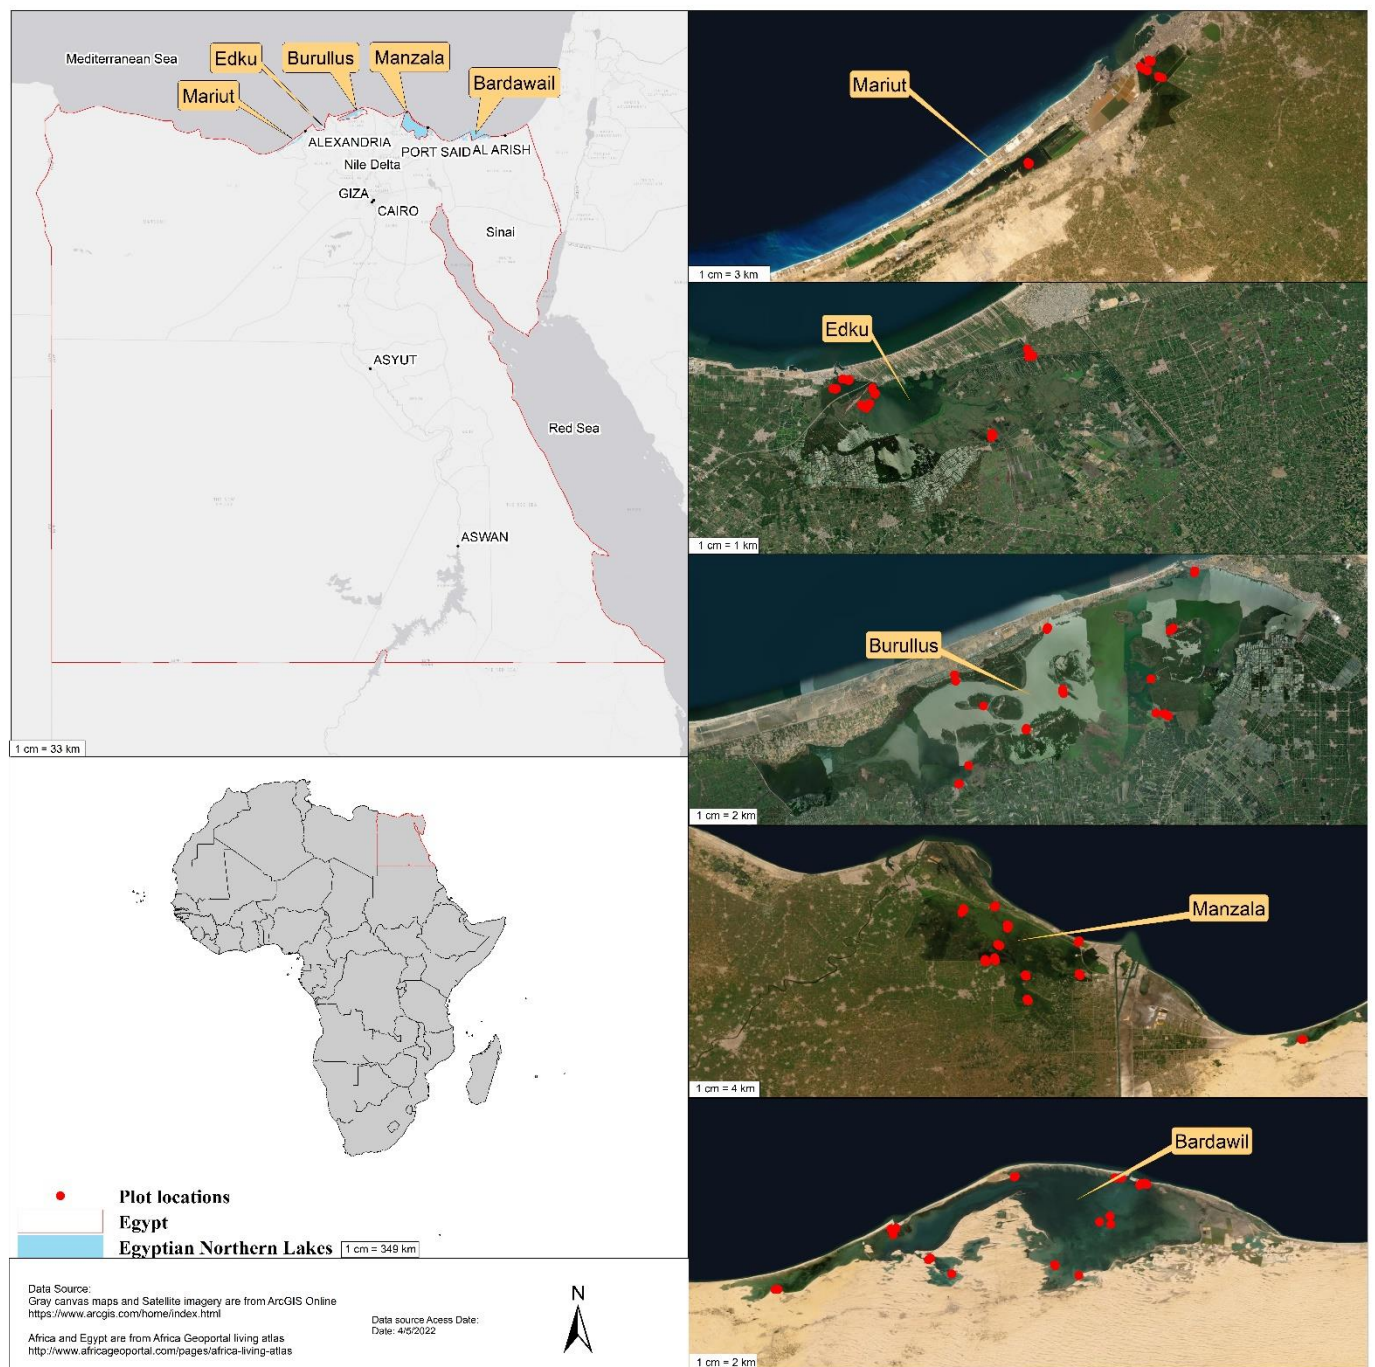 Mediterranean Sea
Edku
Burullus
Manzala
Bardawail
Mariut
ALEXANDRIA
PORT SAID
AL ARISH
Nile Delta
GIZA
CAIRO
Sinai
ASYUT
Red Sea
ASWAN
1 cm = 33 km
Plot locations
Egypt
Egyptian Northern Lakes
1 cm = 349 km
Data Source:
Gray canvas maps and Satellite imagery are from ArcGIS Online
https://www.arcgis.com/home/index.html
Africa and Egypt are from Africa Geoportal living atlas
http://www.africageoportal.com/pages/africa-living-atlas
Data source Acess Date:
Date: 4/5/2022
N
Mariut
1 cm = 3 km
Edku
1 cm = 1 km
Burullus
1 cm = 2 km
Manzala
1 cm = 4 km
Bardawil
1 cm = 2 km